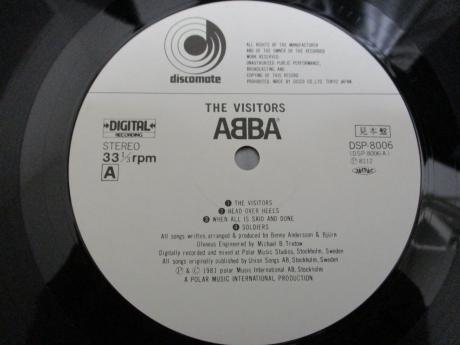 ALL RIGHTS OF THE MANUFACTURER
AND OF THE OWNER OF THE RECORDED
WORK RESERVED.
UNAUTHORIZED PUBLIC PERFORMANCE,
BROADCASTING AND
COPYING OF THIS RECORD
PROHIBITED. MADE BY DISCO CO.,LTD. TOKYO JAPAN.
discomate
THE VISITORS
ABBA
DIGITAL
RECORDING
STEREO
33⅓rpm
A
見本盤
DSP-8006
(DSP-8006-A)
Ⓟ8112
① THE VISITORS
② HEAD OVER HEELS
③ WHEN ALL IS SAID AND DONE
④ SOLDIERS
All songs written,arranged & produced by Benny Andersson & Björn
Ulvaeus Engineered by Michael B. Tretow
Digitally recorded and mixed at Polar Music Studios, Stockholm, Sweden
All songs originally published by Union Songs AB, Stockholm, Sweden
Ⓟ & © 1981 polar Music International AB, Stockholm
A POLAR MUSIC INTERNATIONAL PRODUCTION